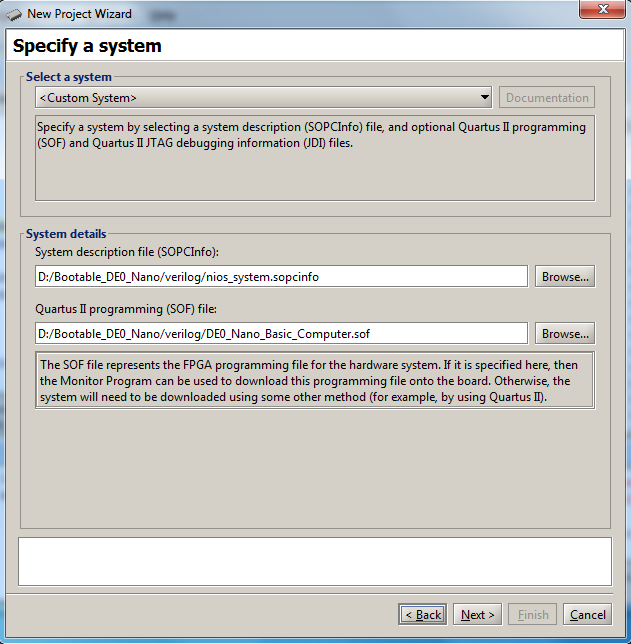 New Project Wizard
Specify a system
Select a system
<Custom System>
Documentation
Specify a system by selecting a system description (SOPCInfo) file, and optional Quartus II programming
(SOF) and Quartus II JTAG debugging information (JDI) files.
System details
System description file (SOPCInfo):
D:/Bootable_DE0_Nano/verilog/nios_system.sopcinfo
Browse...
Quartus II programming (SOF) file:
D:/Bootable_DE0_Nano/verilog/DE0_Nano_Basic_Computer.sof
Browse...
The SOF file represents the FPGA programming file for the hardware system. If it is specified here, then
the Monitor Program can be used to download this programming file onto the board. Otherwise, the
system will need to be downloaded using some other method (for example, by using Quartus II).
< Back
Next >
Finish
Cancel